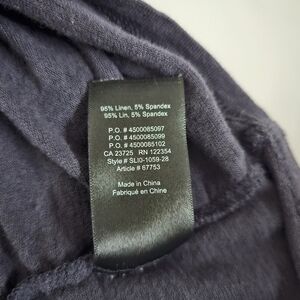 95% Linen, 5% Spandex
95% Lin, 5% Spandex
P.O. # 4500085097
P.O. # 4500085099
P.O. # 4500085102
CA 23725 RN 122354
Style # SLI0-1059-28
Article # 67753
Made in China
Fabriqué en Chine